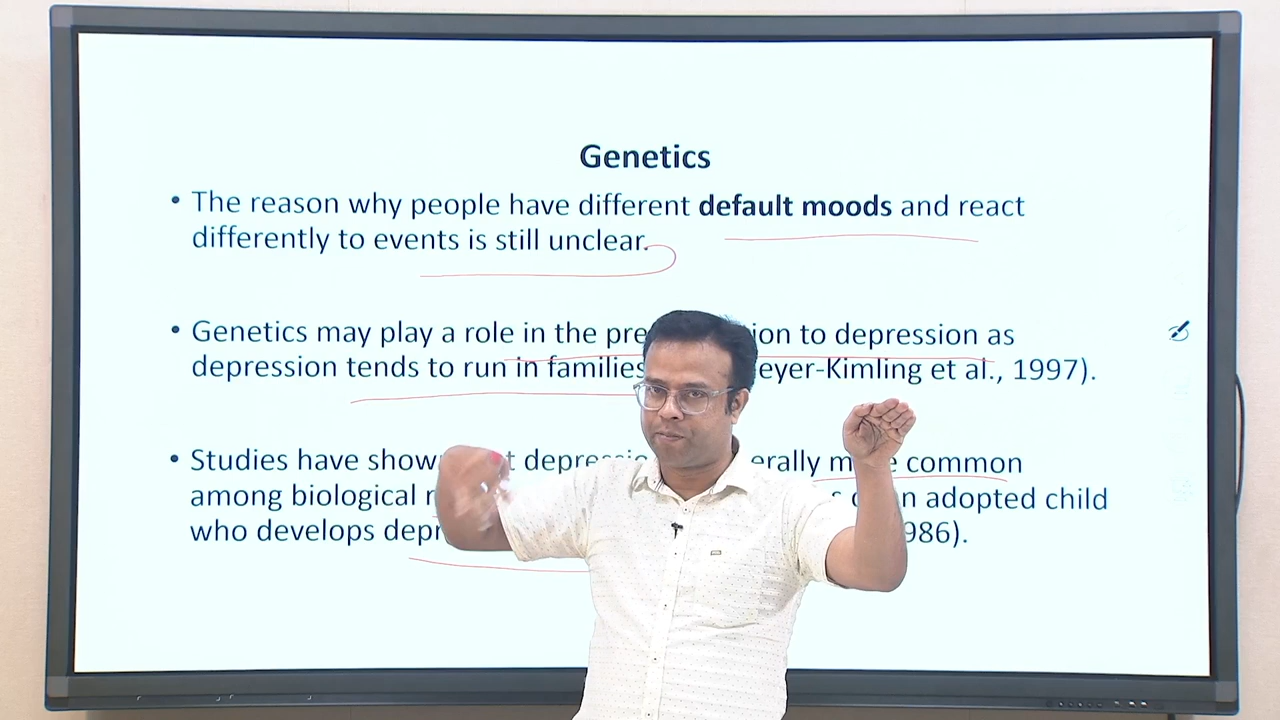 Genetics
• The reason why people have different default moods and react
differently to events is still unclear.
• Genetics may play a role in the pre ion to depression as
depression tends to run in families eyer-Kimling et al., 1997).
• Studies have show t depressio erally m e common
among biological an adopted child
who develops depr 986).